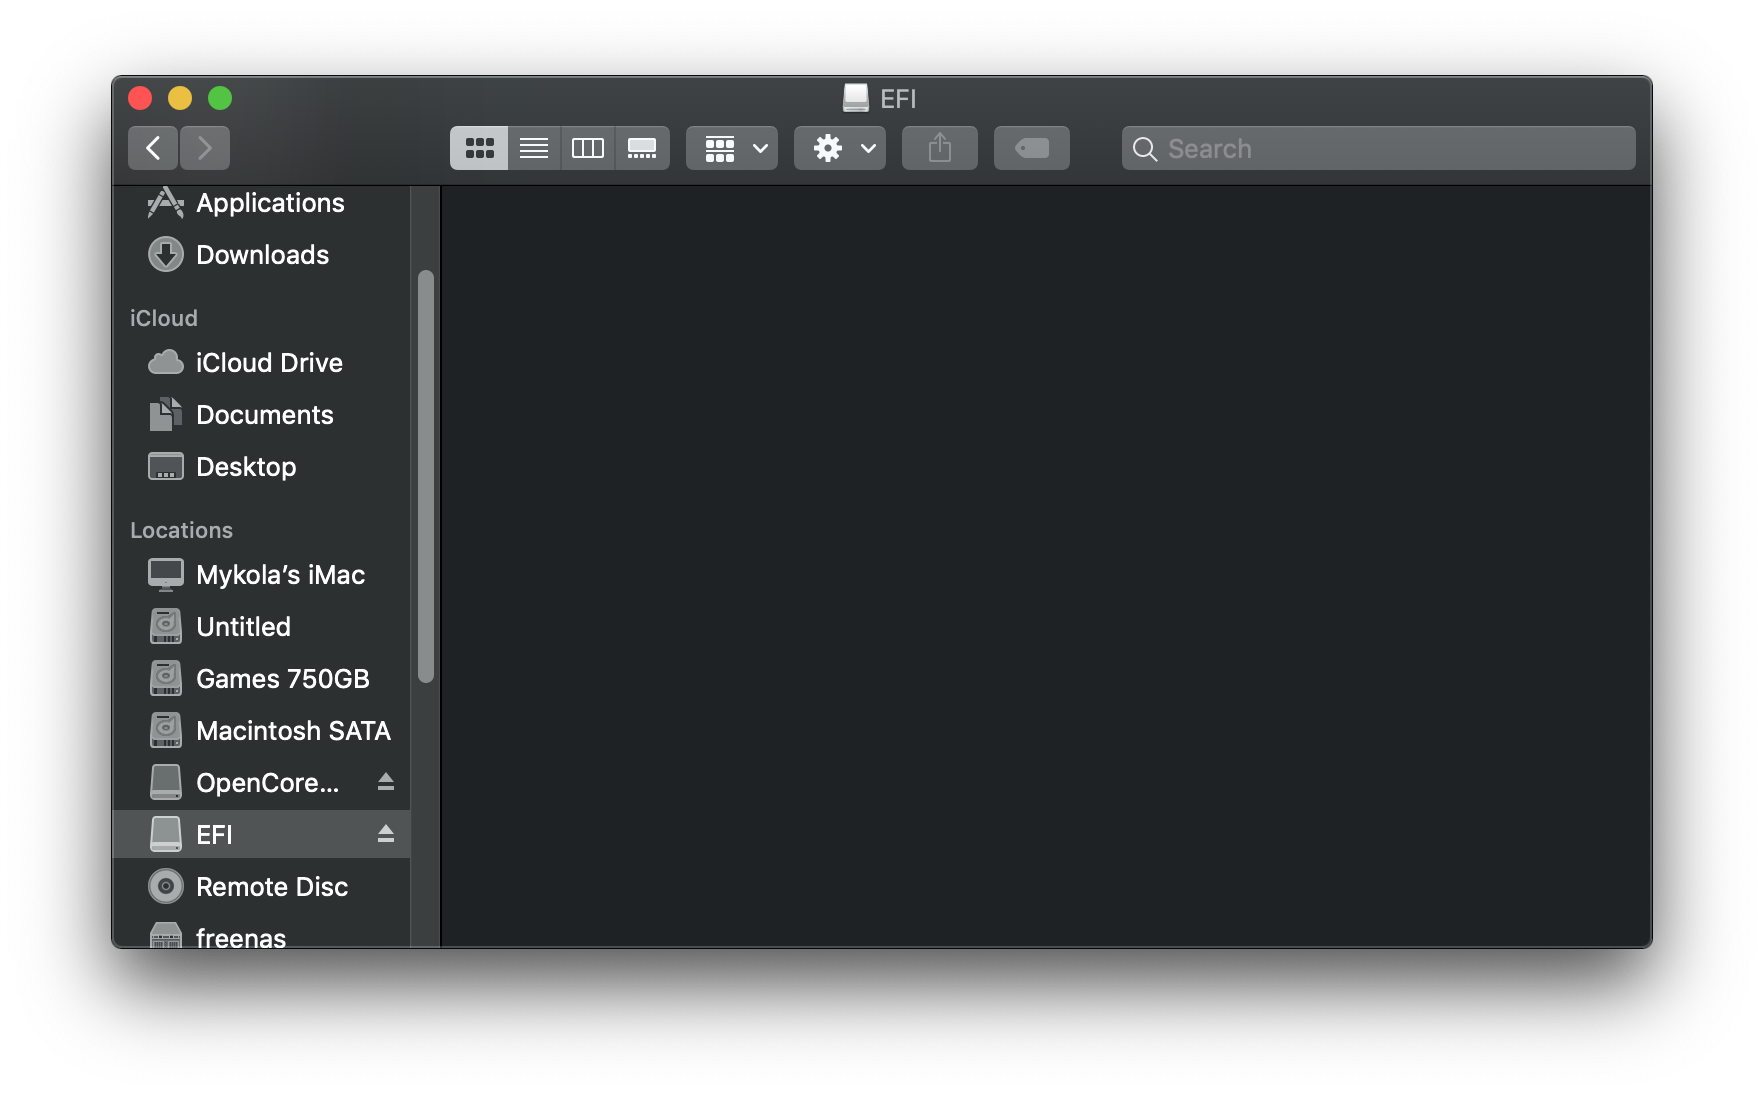 EFI
Search
Applications
Downloads
iCloud
iCloud Drive
Documents
Desktop
Locations
Mykola’s iMac
Untitled
Games 750GB
Macintosh SATA
OpenCore...
EFI
Remote Disc
freenas